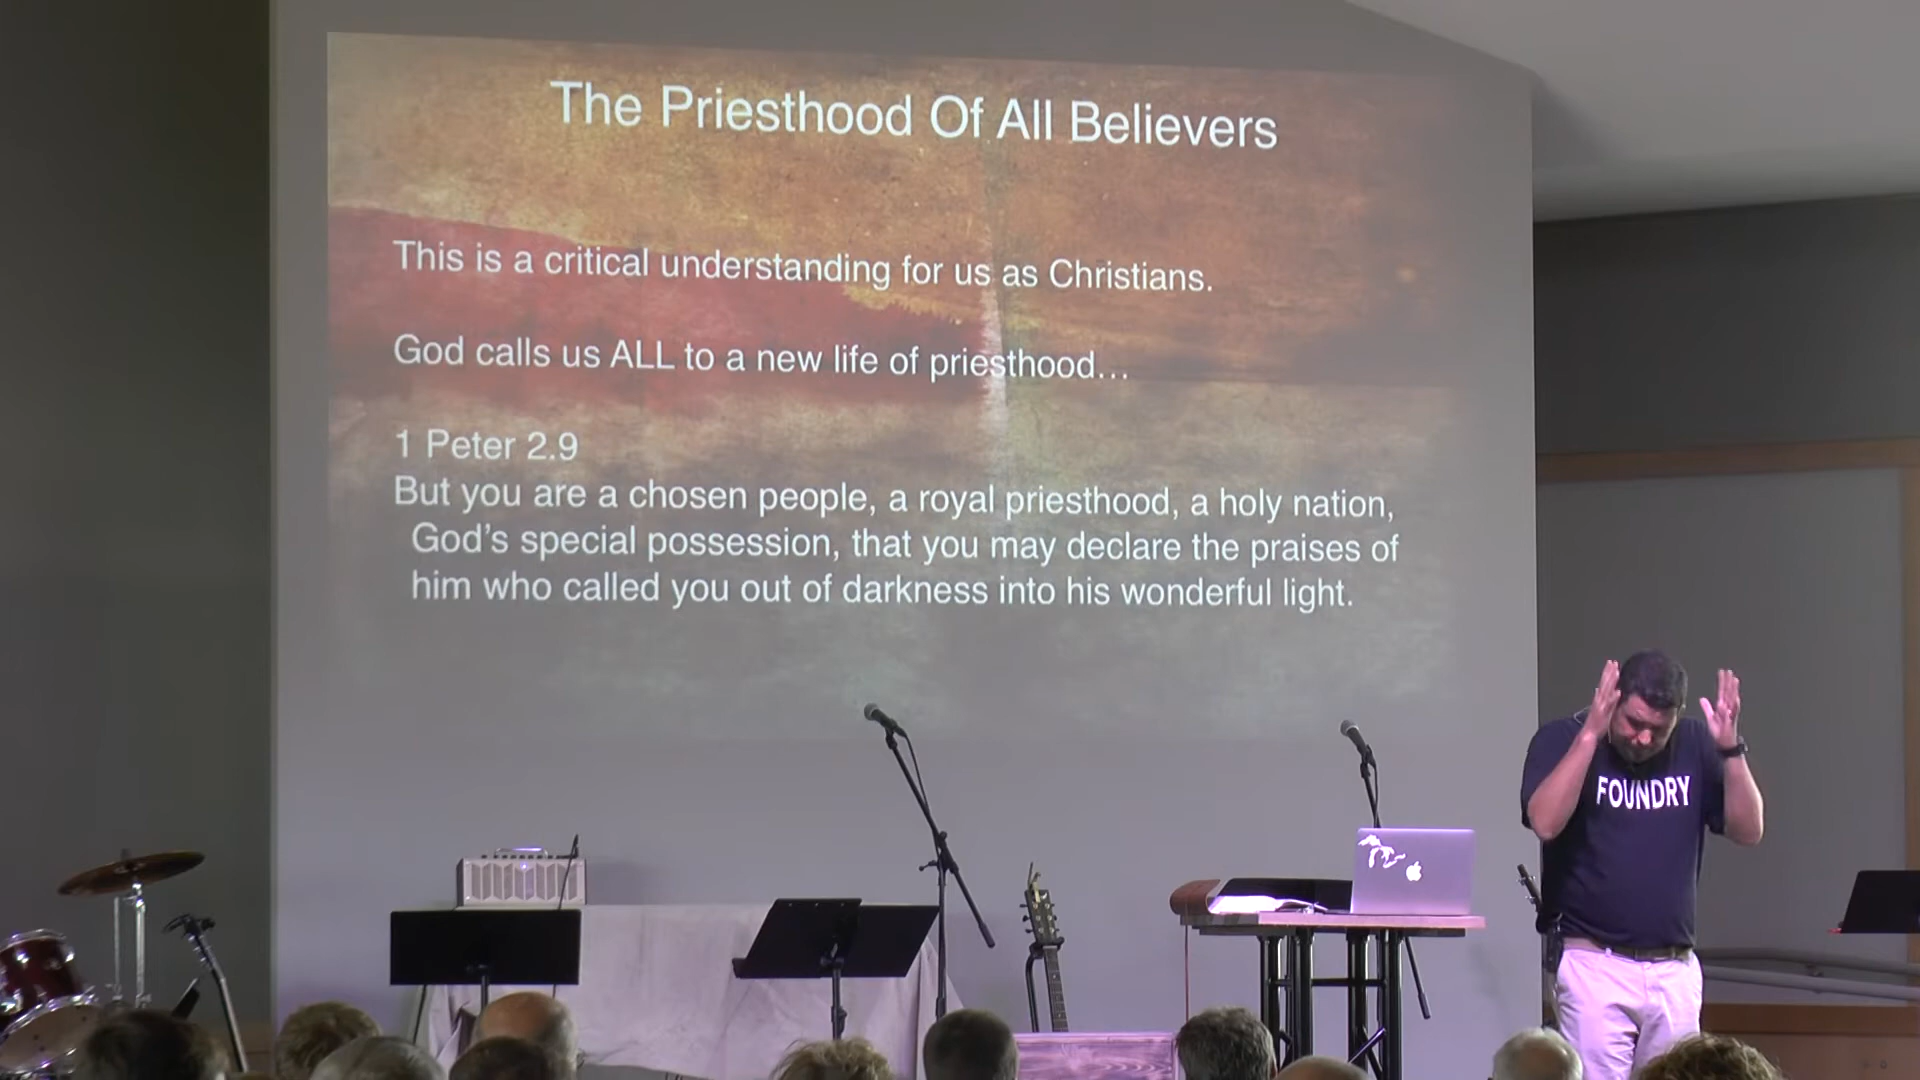 The Priesthood Of All Believers
This is a critical understanding for us as Christians.
God calls us ALL to a new life of priesthood…
1 Peter 2.9
But you are a chosen people, a royal priesthood, a holy nation,
God’s special possession, that you may declare the praises of
him who called you out of darkness into his wonderful light.
FOUNDRY